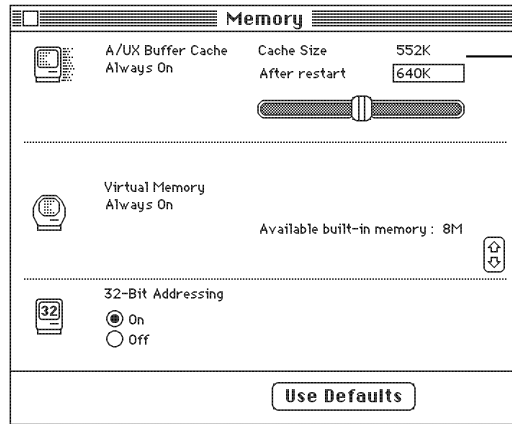 Memory
A/UX Buffer Cache
Always On
Cache Size 552K
After restart 640K
Virtual Memory
Always On
Available built-in memory : 8M
32-Bit Addressing
32
On
Off
Use Defaults